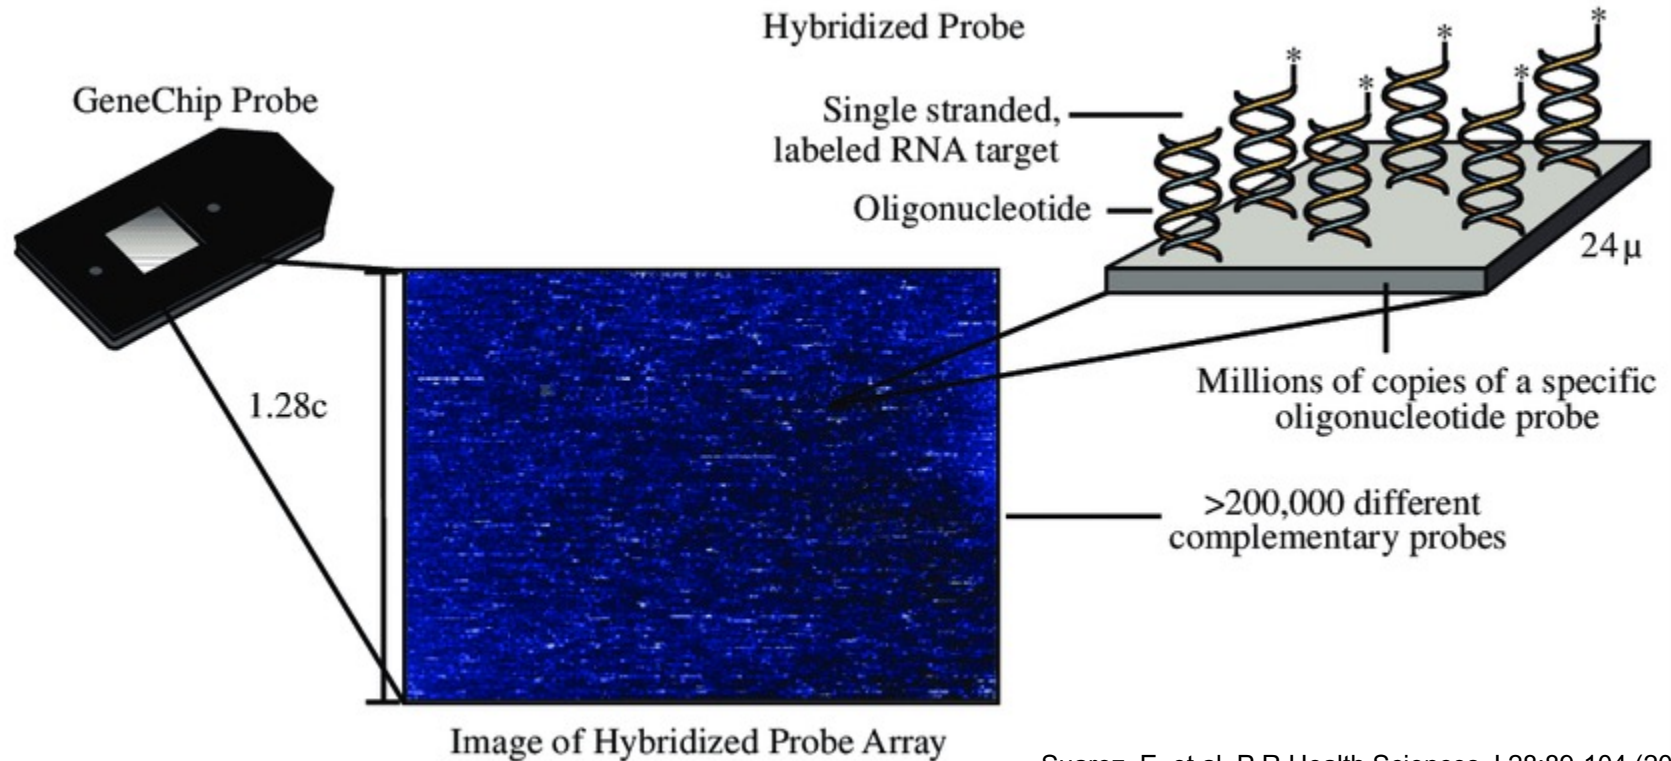 Hybridized Probe
GeneChip Probe
Single stranded,
labeled RNA target
Oligonucleotide
24 μ
1.28c
Millions of copies of a specific
oligonucleotide probe
>200,000 different
complementary probes
Image of Hybridized Probe Array